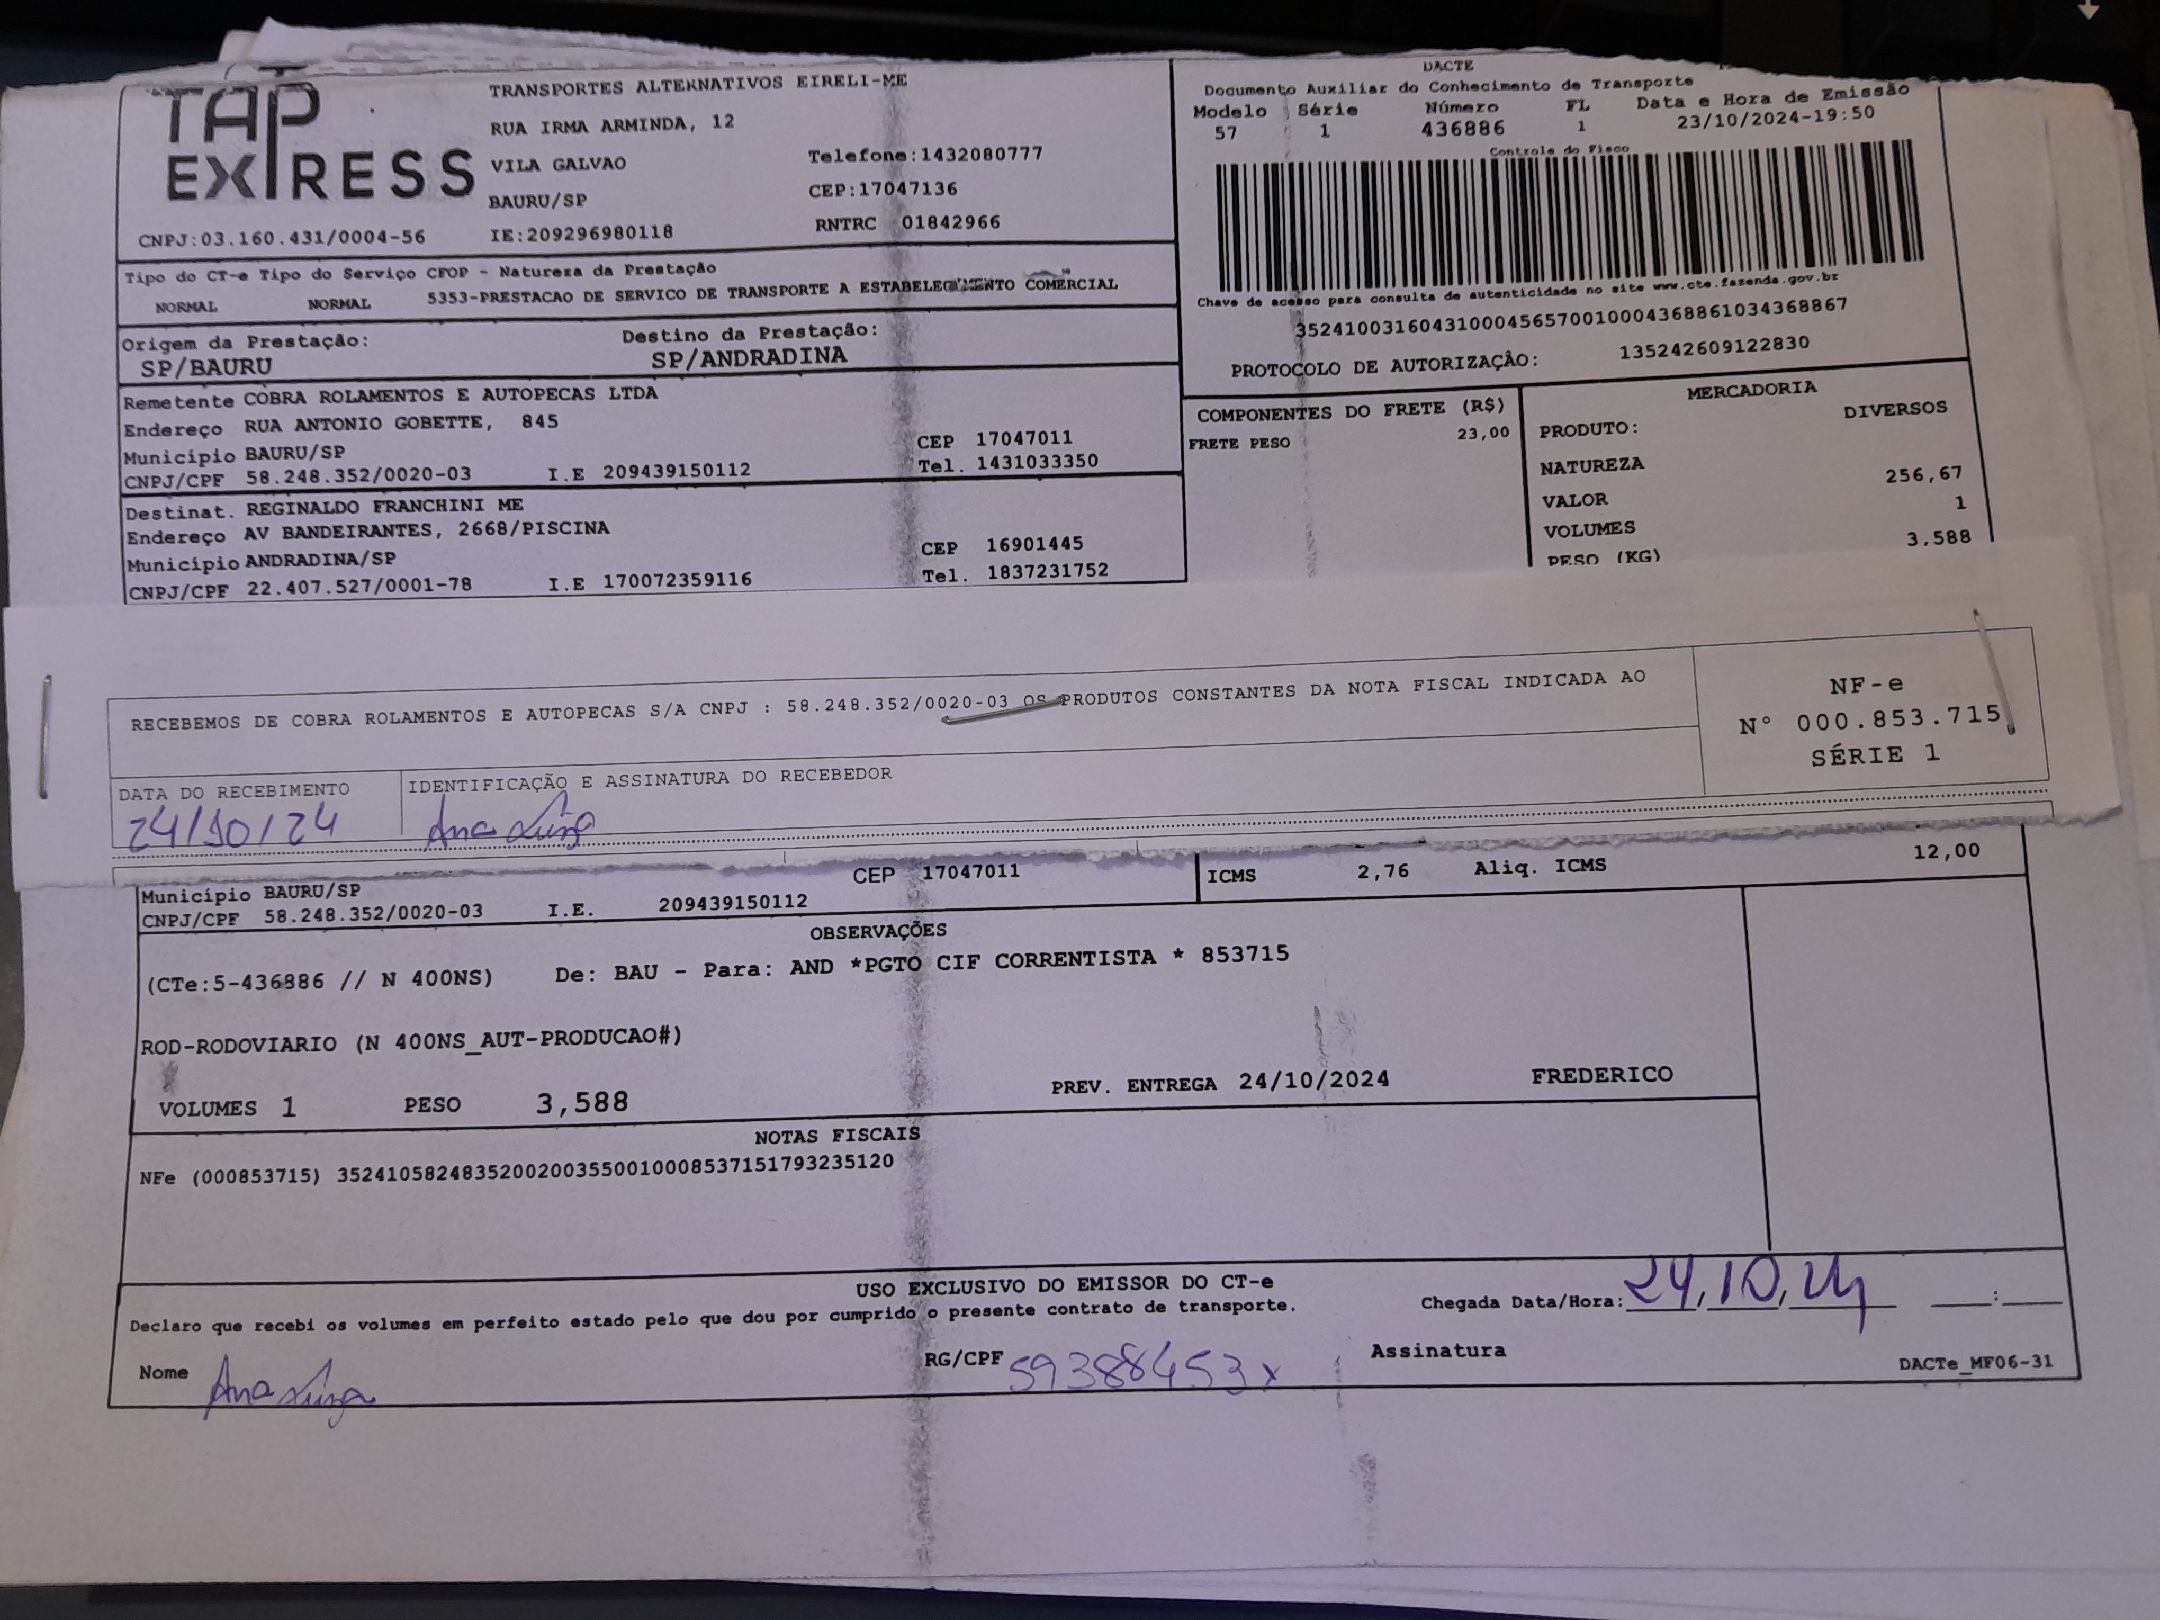 TAP
EXPRESS
TRANSPORTES ALTERNATIVOS EIRELI-ME
RUA IRMA ARMINDA, 12
VILA GALVAO
Telefone:1432080777
BAURU/SP
CEP:17047136
CNPJ:03.160.431/0004-56
IE:209296980118
RNTRC 01842966
DACTE
Documento Auxiliar do Conhecimento de Transporte
Modelo Série Número FL Data e Hora de Emissão
57 1 436886 1 23/10/2024-19:50
Controle do Fisco
Chave de acesso para consulta de autenticidade no site www.cte.fazenda.gov.br
35241003160431000456570010004368861034368867
PROTOCOLO DE AUTORIZAÇÃO: 135242609122830
Tipo do CT-e Tipo do Serviço CFOP - Natureza da Prestação
NORMAL NORMAL 5353-PRESTACAO DE SERVICO DE TRANSPORTE A ESTABELECIMENTO COMERCIAL
Origem da Prestação: Destino da Prestação:
SP/BAURU SP/ANDRADINA
Remetente COBRA ROLAMENTOS E AUTOPECAS LTDA
Endereço RUA ANTONIO GOBETTE, 845
Município BAURU/SP CEP 17047011
CNPJ/CPF 58.248.352/0020-03 I.E 209439150112 Tel. 1431033350
Destinat. REGINALDO FRANCHINI ME
Endereço AV BANDEIRANTES, 2668/PISCINA
Município ANDRADINA/SP CEP 16901445
CNPJ/CPF 22.407.527/0001-78 I.E 170072359116 Tel. 1837231752
COMPONENTES DO FRETE (R$)
FRETE PESO 23,00
MERCADORIA
PRODUTO: DIVERSOS
NATUREZA
VALOR 256,67
VOLUMES 1
PESO (KG) 3,588
RECEBEMOS DE COBRA ROLAMENTOS E AUTOPECAS S/A CNPJ : 58.248.352/0020-03 OS PRODUTOS CONSTANTES DA NOTA FISCAL INDICADA AO
NF-e
N° 000.853.715
SÉRIE 1
DATA DO RECEBIMENTO IDENTIFICAÇÃO E ASSINATURA DO RECEBEDOR
24/10/24 Ana Luiza
Município BAURU/SP CEP 17047011
CNPJ/CPF 58.248.352/0020-03 I.E. 209439150112
ICMS 2,76 Aliq. ICMS 12,00
OBSERVAÇÕES
(CTe:5-436886 // N 400NS) De: BAU - Para: AND *PGTO CIF CORRENTISTA * 853715
ROD-RODOVIARIO (N 400NS_AUT-PRODUCAO#)
VOLUMES 1 PESO 3,588 PREV. ENTREGA 24/10/2024 FREDERICO
NOTAS FISCAIS
NFe (000853715) 35241058248352002003550010008537151793235120
USO EXCLUSIVO DO EMISSOR DO CT-e
Declaro que recebi os volumes em perfeito estado pelo que dou por cumprido o presente contrato de transporte.
Chegada Data/Hora: 24,10,24 __:__
Nome Ana Luiza RG/CPF 59388453x Assinatura
DACTe_MF06-31